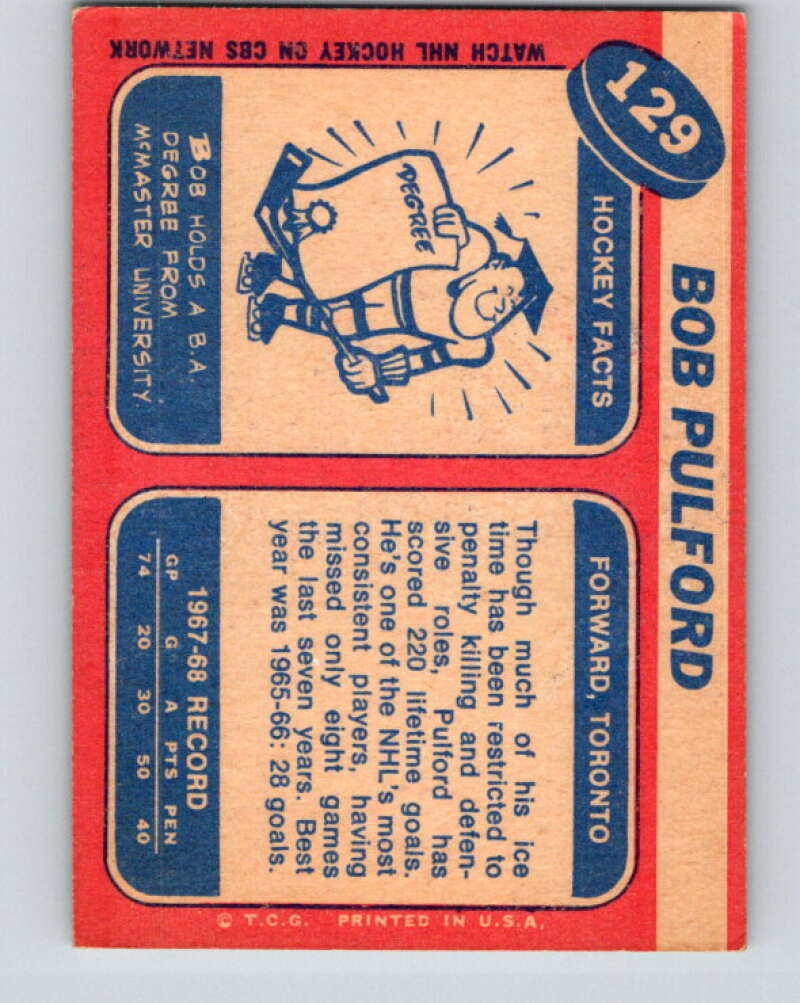 129
BOB PULFORD
HOCKEY FACTS
DEGREE
BOB HOLDS A B.A.
DEGREE FROM
McMASTER UNIVERSITY.
FORWARD, TORONTO
Though much of his ice
time has been restricted to
penalty killing and defen-
sive roles, Pulford has
scored 220 lifetime goals.
He's one of the NHL's most
consistent players, having
missed only eight games
the last seven years. Best
year was 1965-66: 28 goals.
1967-68 RECORD
GP G A PTS PEN
74 20 30 50 40
WATCH NHL HOCKEY ON CBS NETWORK
© T.C.G. PRINTED IN U.S.A.